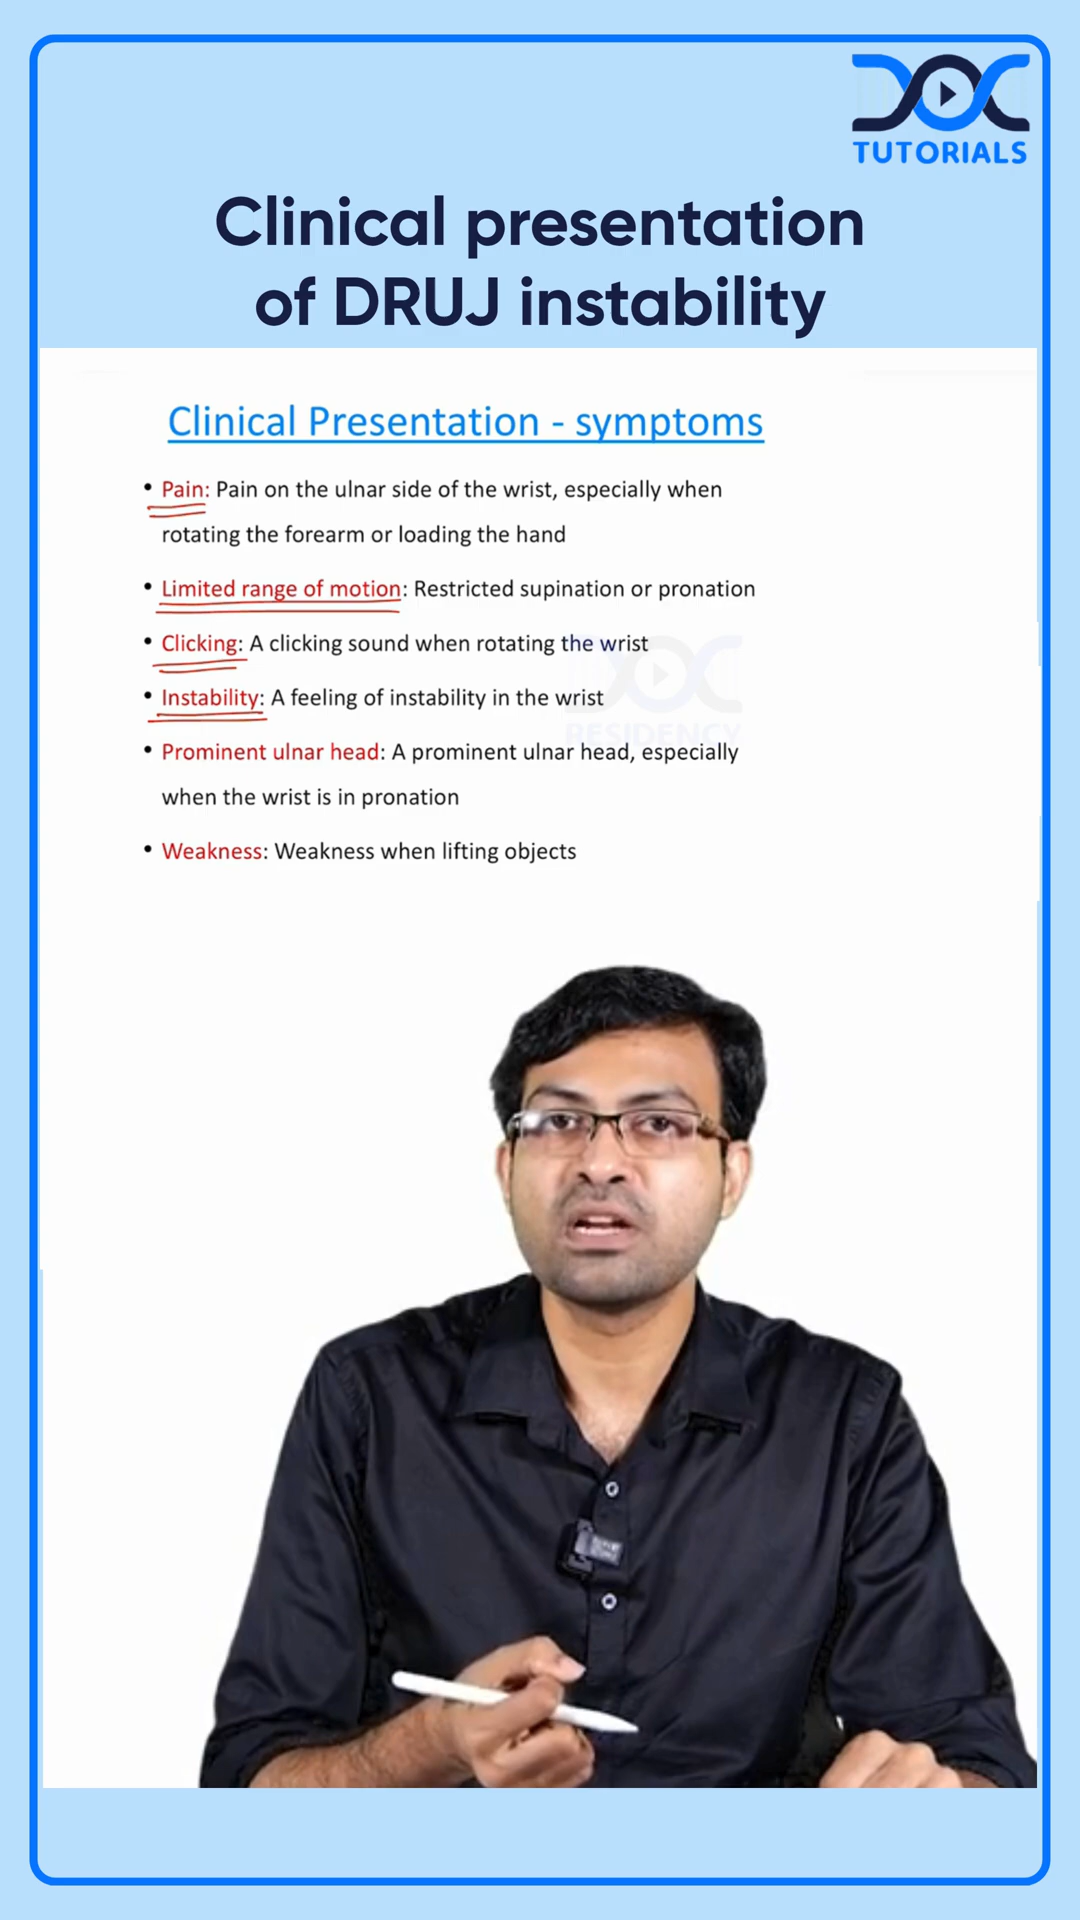 DOC
TUTORIALS
Clinical presentation
of DRUJ instability
Clinical Presentation - symptoms
• Pain: Pain on the ulnar side of the wrist, especially when
rotating the forearm or loading the hand
• Limited range of motion: Restricted supination or pronation
• Clicking: A clicking sound when rotating the wrist
• Instability: A feeling of instability in the wrist
DOC
RESIDENCY
• Prominent ulnar head: A prominent ulnar head, especially
when the wrist is in pronation
• Weakness: Weakness when lifting objects